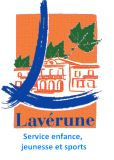 Lavérune
Service enfance,
jeunesse et sports